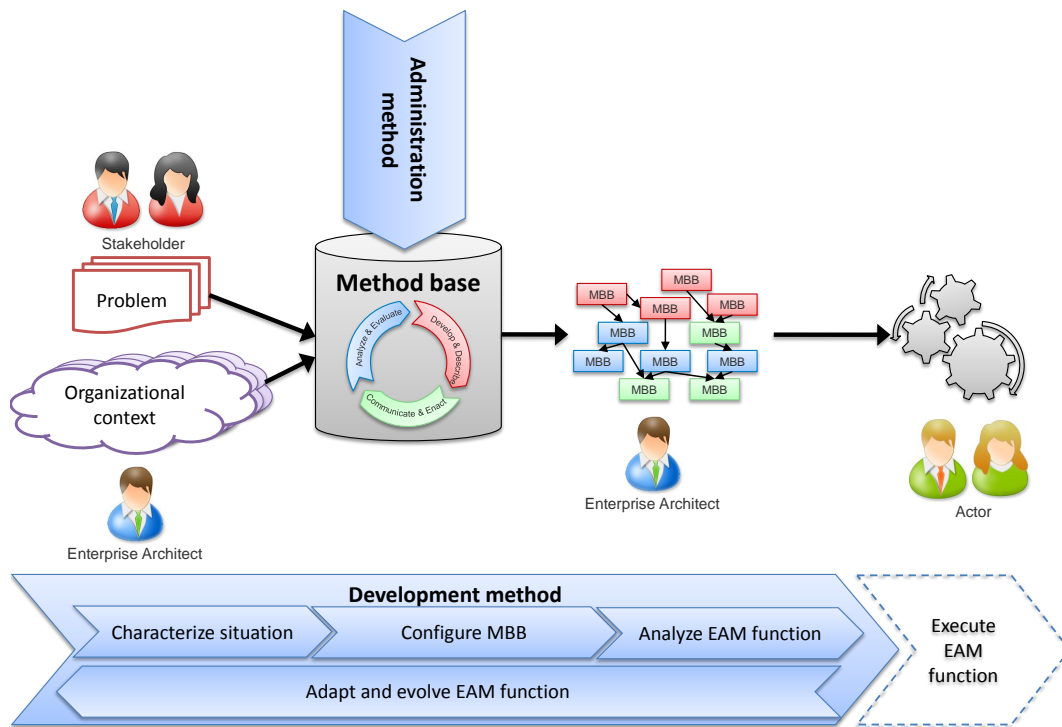 Administration
method
Stakeholder
Problem
Organizational
context
Enterprise Architect
Method base
Analyze & Evaluate
Develop & Describe
Communicate & Enact
MBB
MBB
MBB
MBB
MBB
MBB
MBB
MBB
MBB
MBB
MBB
Enterprise Architect
Actor
Development method
Characterize situation
Configure MBB
Analyze EAM function
Adapt and evolve EAM function
Execute
EAM
function